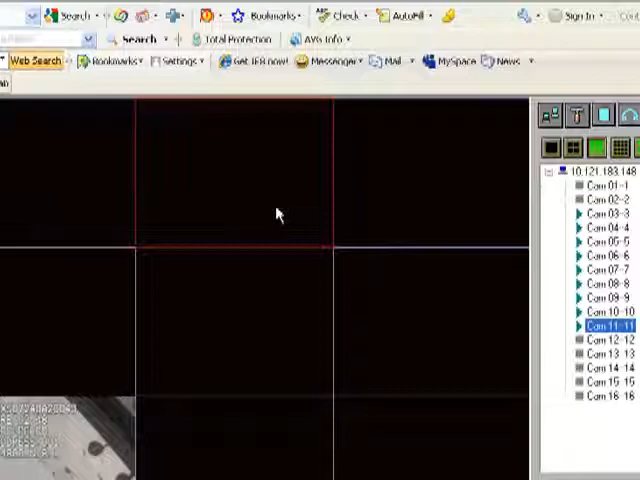 Search Bookmarks Check AutoFill Sign In
Search Total Protection AVG Info
Web Search Bookmarks Settings Get IE8 now! Messenger Mail MySpace News
10.121.183.148
Cam 01-1
Cam 02-2
Cam 03-3
Cam 04-4
Cam 05-5
Cam 06-6
Cam 07-7
Cam 08-8
Cam 09-9
Cam 10-10
Cam 11-11
Cam 12-12
Cam 13-13
Cam 14-14
Cam 15-15
Cam 16-16